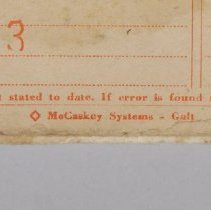 3
stated to date. If error is found
McCaskey Systems - Galt